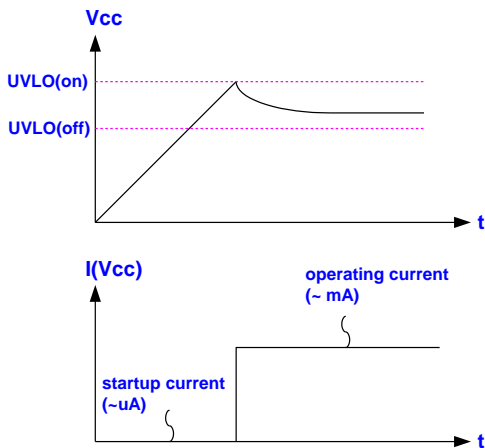 Vcc
UVLO(on)
UVLO(off)
t
I(Vcc)
operating current
(~ mA)
startup current
(~uA)
t